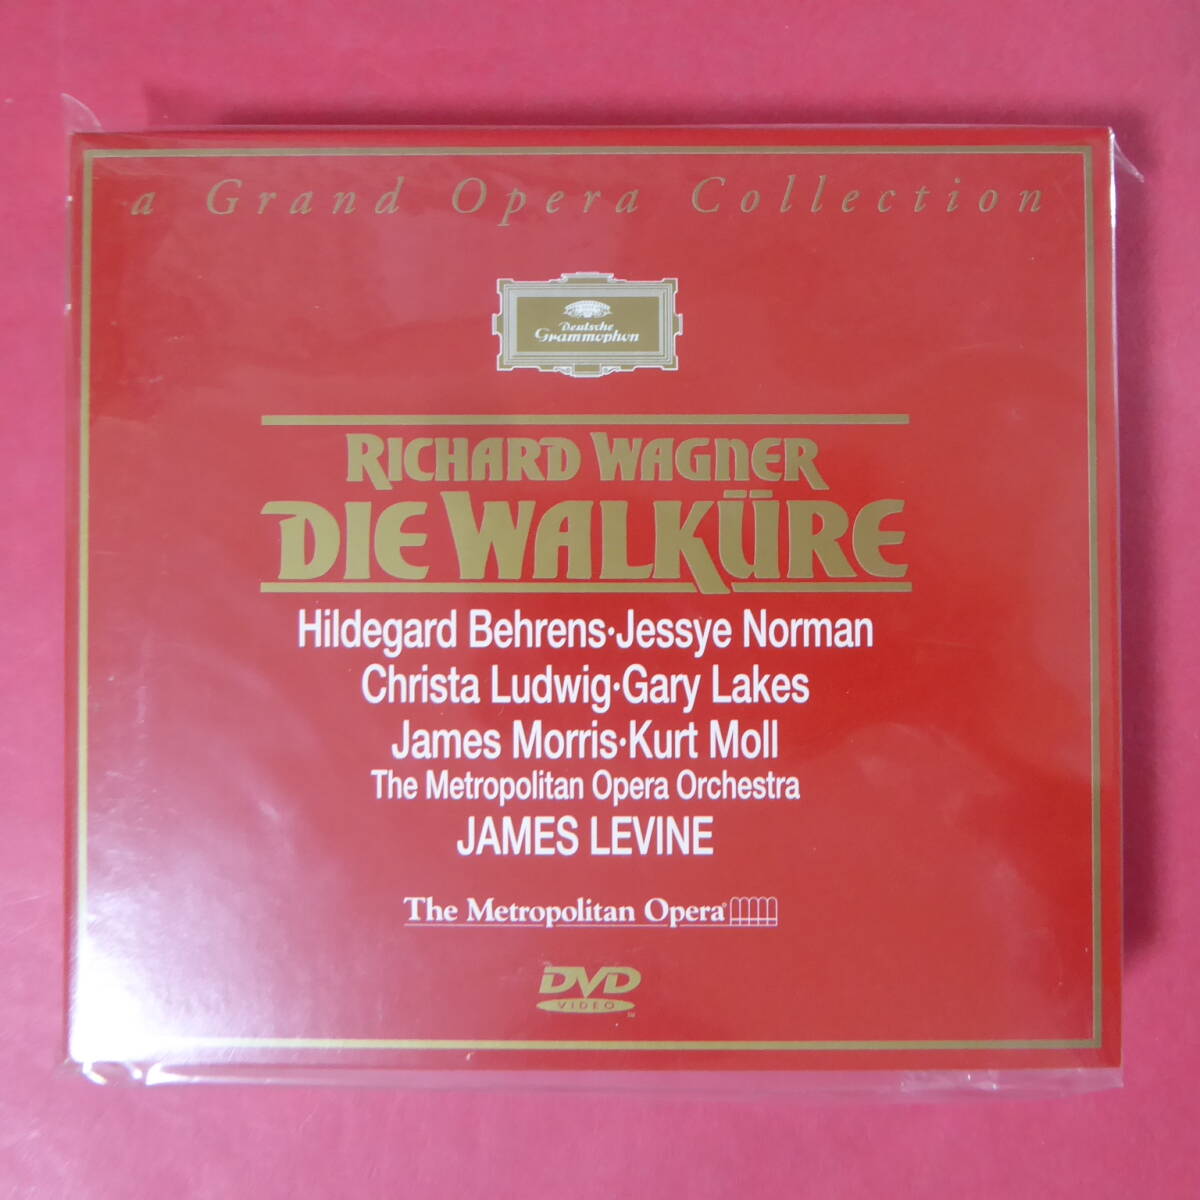 a Grand Opera Collection
Deutsche
Grammophon
RICHARD WAGNER
DIE WALKÜRE
Hildegard Behrens·Jessye Norman
Christa Ludwig·Gary Lakes
James Morris·Kurt Moll
The Metropolitan Opera Orchestra
JAMES LEVINE
The Metropolitan Opera®
DVD
VIDEO